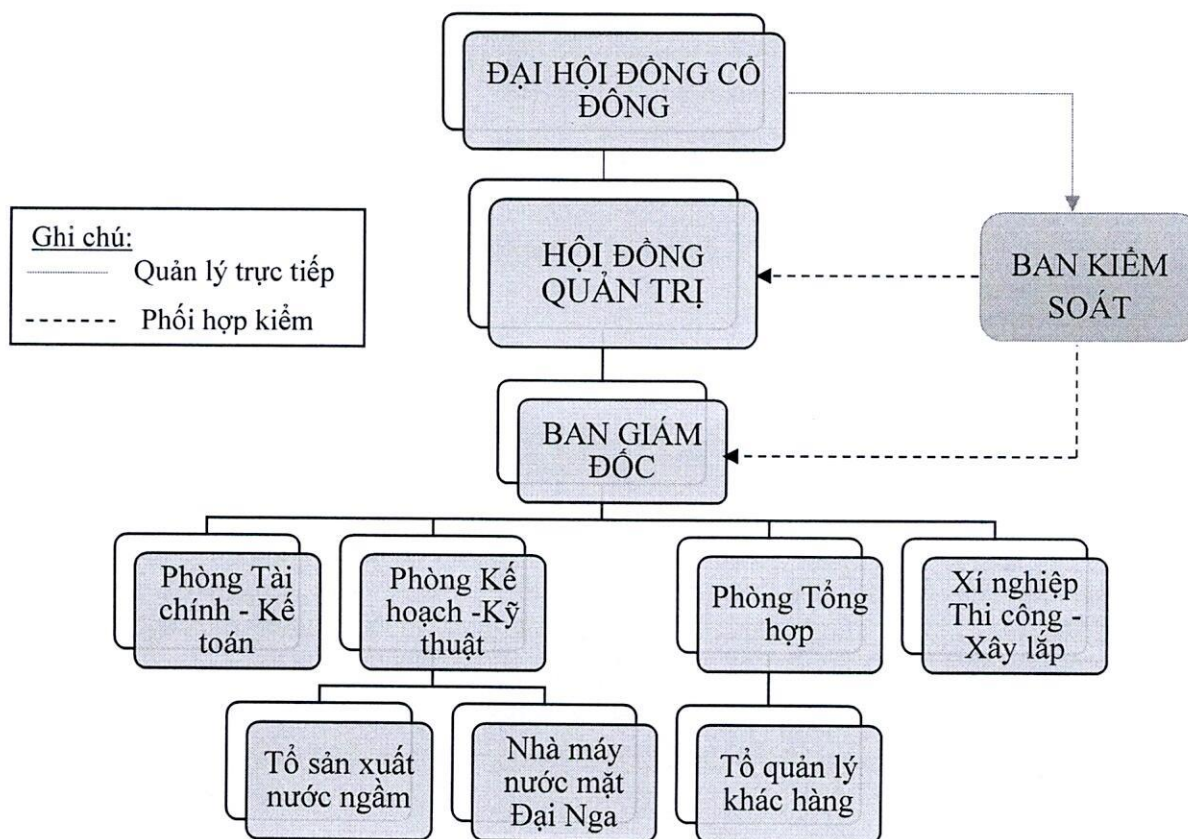 ĐẠI HỘI ĐỒNG CỔ
ĐÔNG
Ghi chú:
Quản lý trực tiếp
Phối hợp kiểm
HỘI ĐỒNG
QUẢN TRỊ
BAN KIỂM
SOÁT
BAN GIÁM
ĐỐC
Phòng Tài
chính - Kế
toán
Phòng Kế
hoạch -Kỹ
thuật
Phòng Tổng
hợp
Xí nghiệp
Thi công -
Xây lắp
Tổ sản xuất
nước ngầm
Nhà máy
nước mặt
Đại Nga
Tổ quản lý
khác hàng